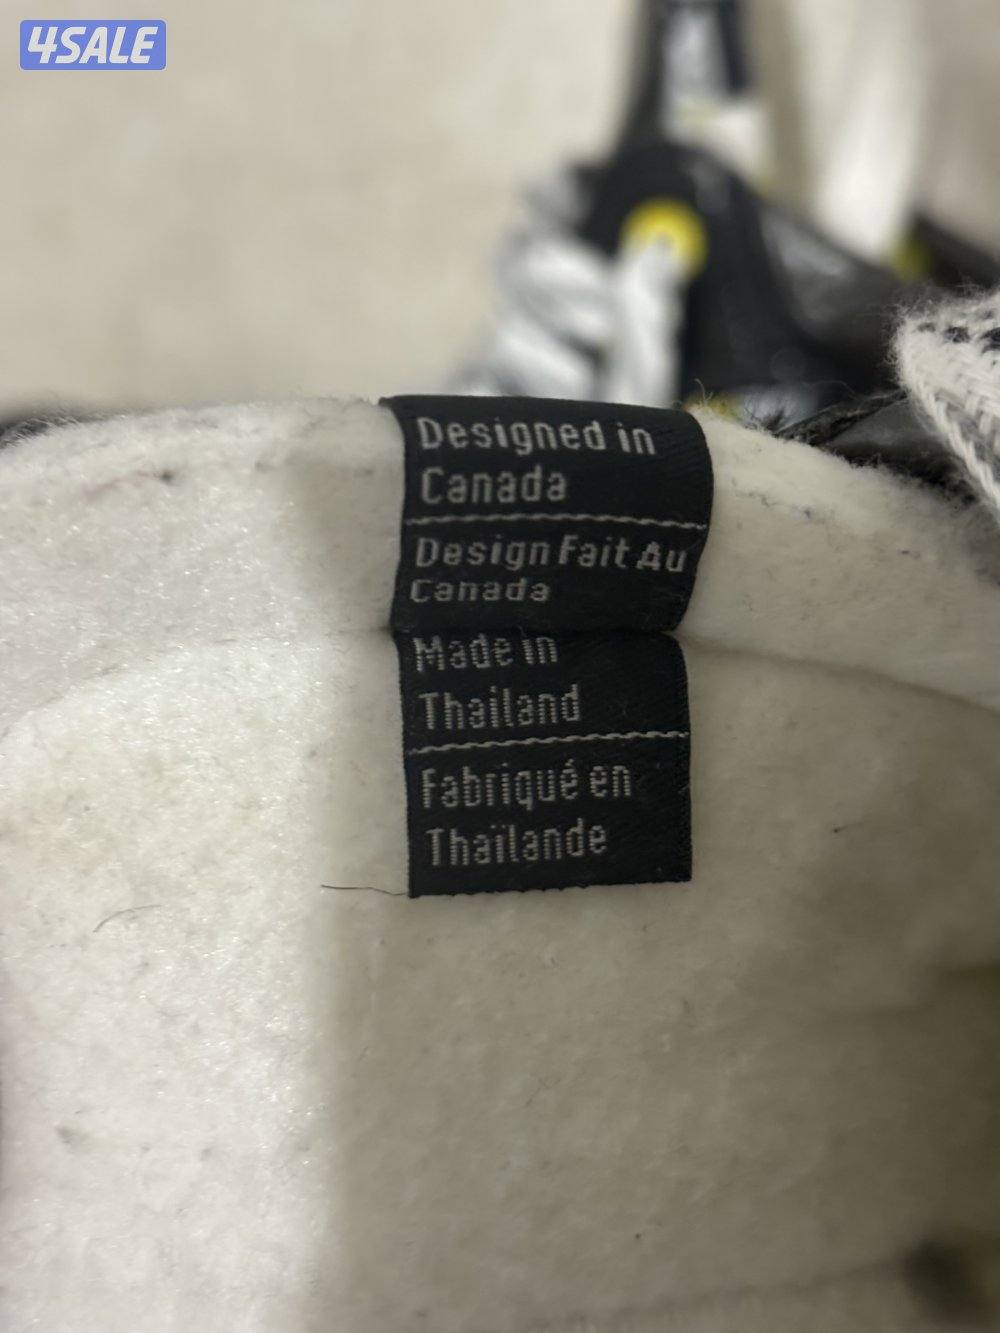 4SALE
Designed in
Canada
Design Fait Au
Canada
Made in
Thailand
Fabriqué en
Thaïlande